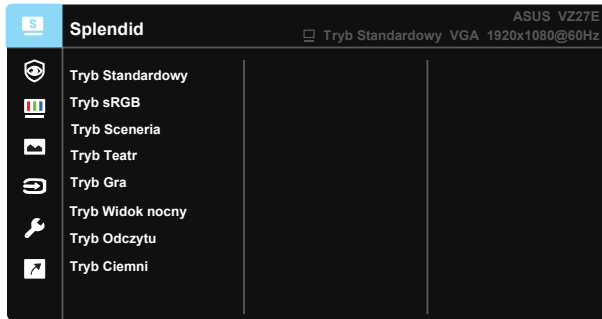 S
Splendid
ASUS VZ27E
Tryb Standardowy VGA 1920x1080@60Hz
Tryb Standardowy
Tryb sRGB
Tryb Sceneria
Tryb Teatr
Tryb Gra
Tryb Widok nocny
Tryb Odczytu
Tryb Ciemni